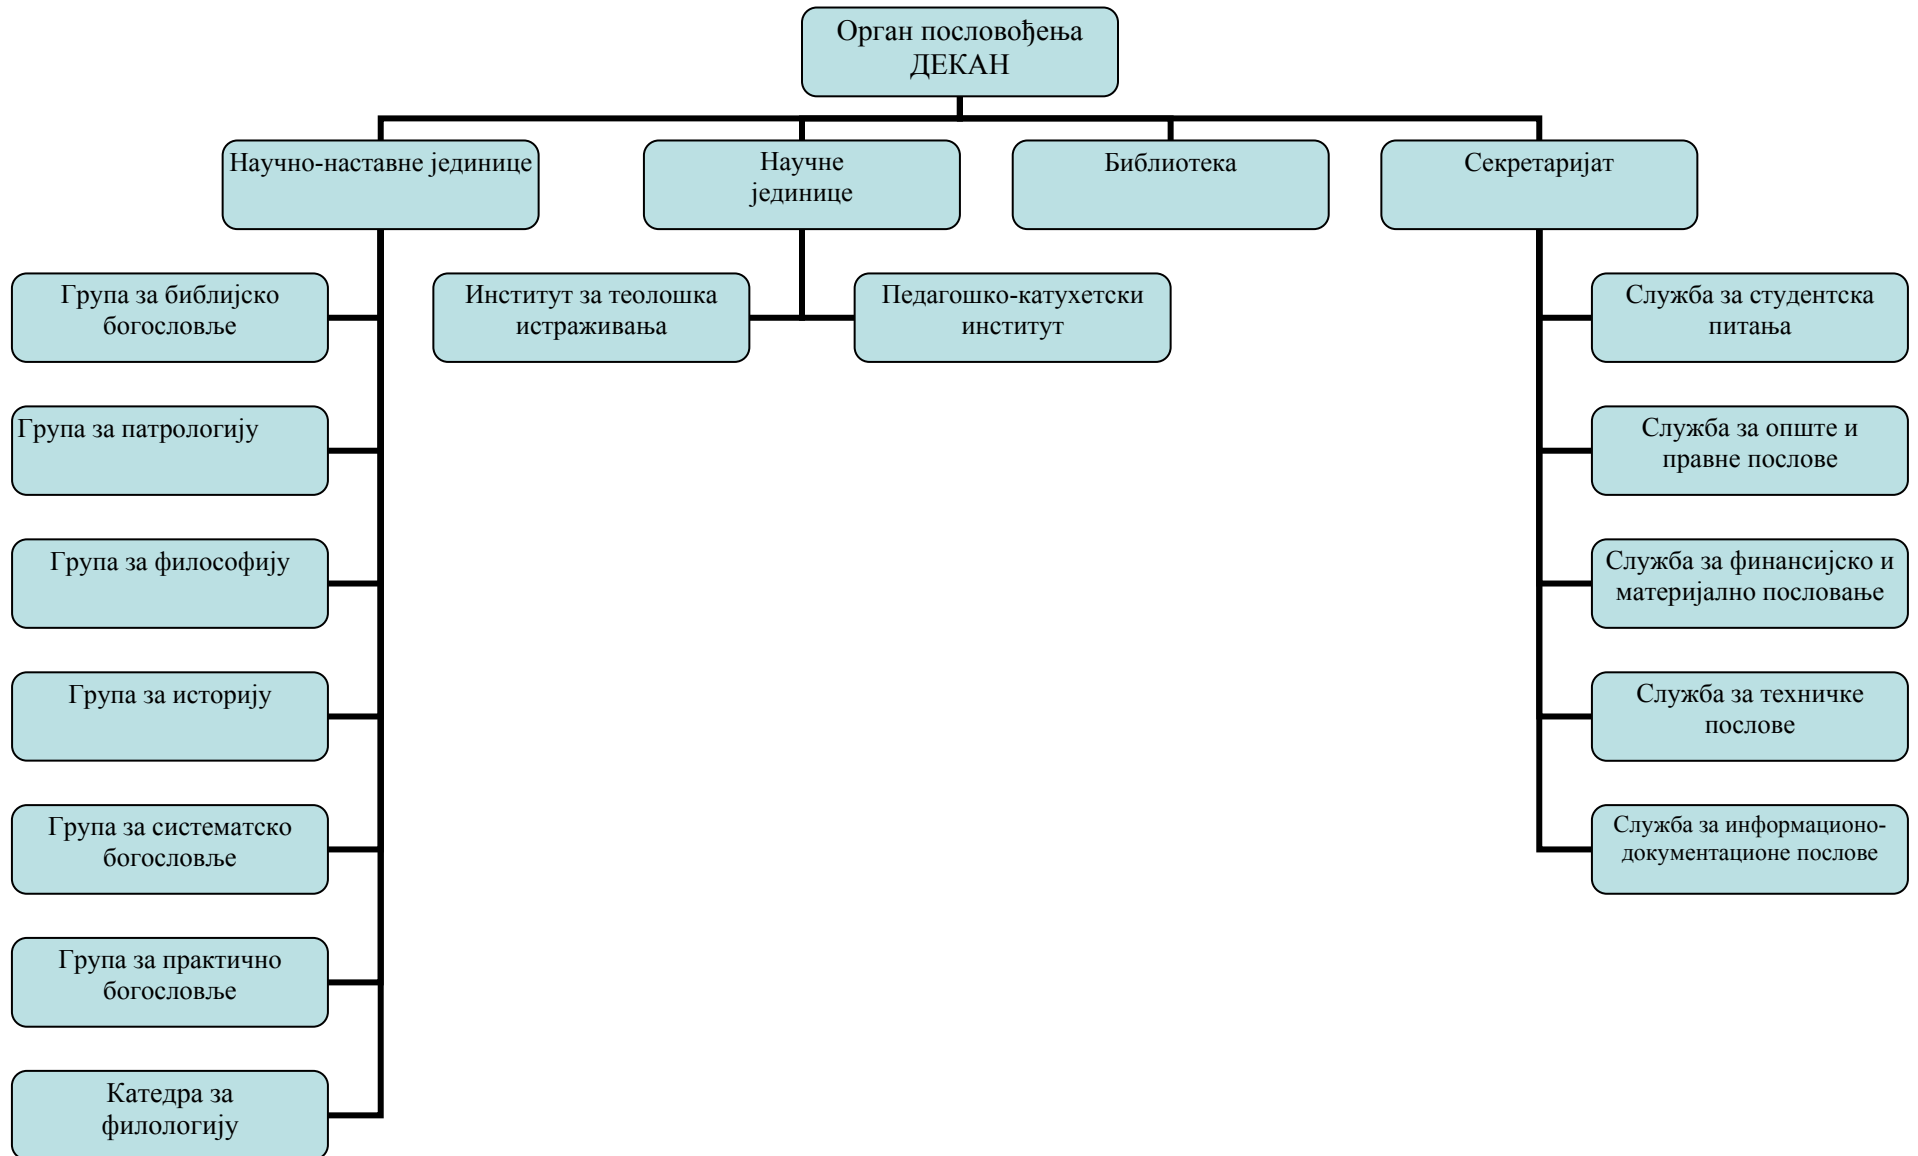 Орган пословођења
ДЕКАН
Научно-наставне јединице
Научне
јединице
Библиотека
Секретаријат
Група за библијско
богословље
Институт за теолошка
истраживања
Педагошко-катухетски
институт
Служба за студентска
питања
Група за патрологију
Служба за опште и
правне послове
Група за философију
Служба за финансијско и
материјално пословање
Група за историју
Служба за техничке
послове
Група за систематско
богословље
Служба за информационо-
документационе послове
Група за практично
богословље
Катедра за
филологију